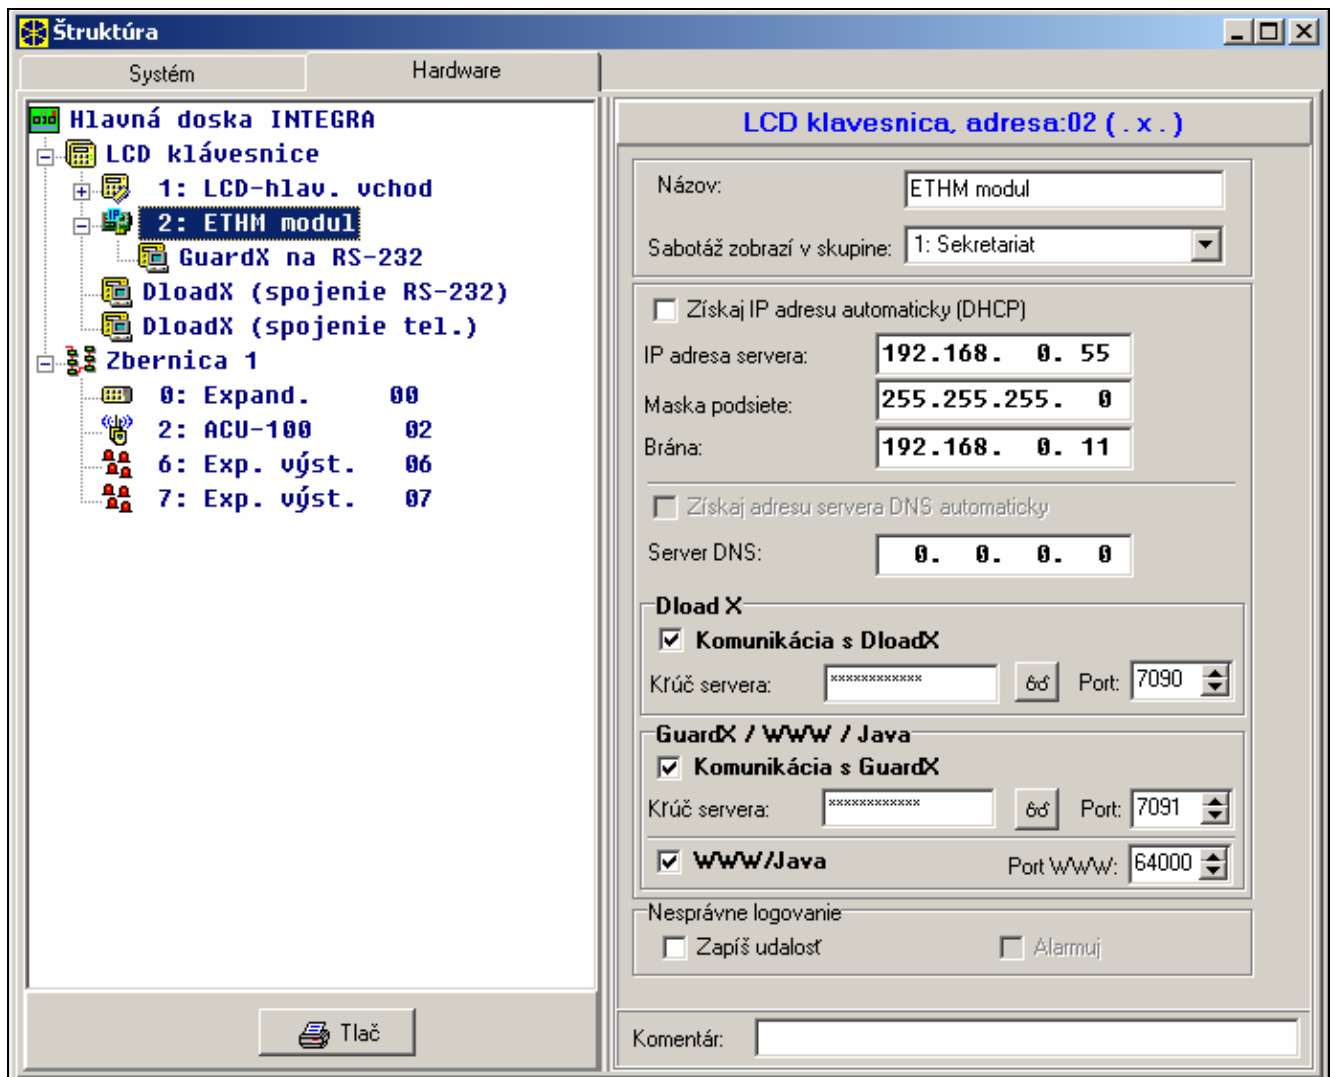 Štruktúra
Systém
Hardware
Hlavná doska INTEGRA
LCD klávesnice
1: LCD-hlav. vchod
2: ETHM modul
GuardX na RS-232
DloadX (spojenie RS-232)
DloadX (spojenie tel.)
Zbernica 1
0: Expand. 00
2: ACU-100 02
6: Exp. výst. 06
7: Exp. výst. 07
Tlač
LCD klavesnica, adresa:02 ( . x . )
Názov: ETHM modul
Sabotáž zobrazí v skupine: 1: Sekretariat
Získaj IP adresu automaticky (DHCP)
IP adresa servera: 192.168. 0. 55
Maska podsiete: 255.255.255. 0
Brána: 192.168. 0. 11
Získaj adresu servera DNS automaticky
Server DNS: 0. 0. 0. 0
Dload X
Komunikácia s DloadX
Kľúč servera: xxxxxxxxxxxx Port: 7090
GuardX / WWW / Java
Komunikácia s GuardX
Kľúč servera: xxxxxxxxxxxx Port: 7091
WWW/Java Port WWW: 64000
Nesprávne logovanie
Zapíš udalosť Alarmuj
Komentár: